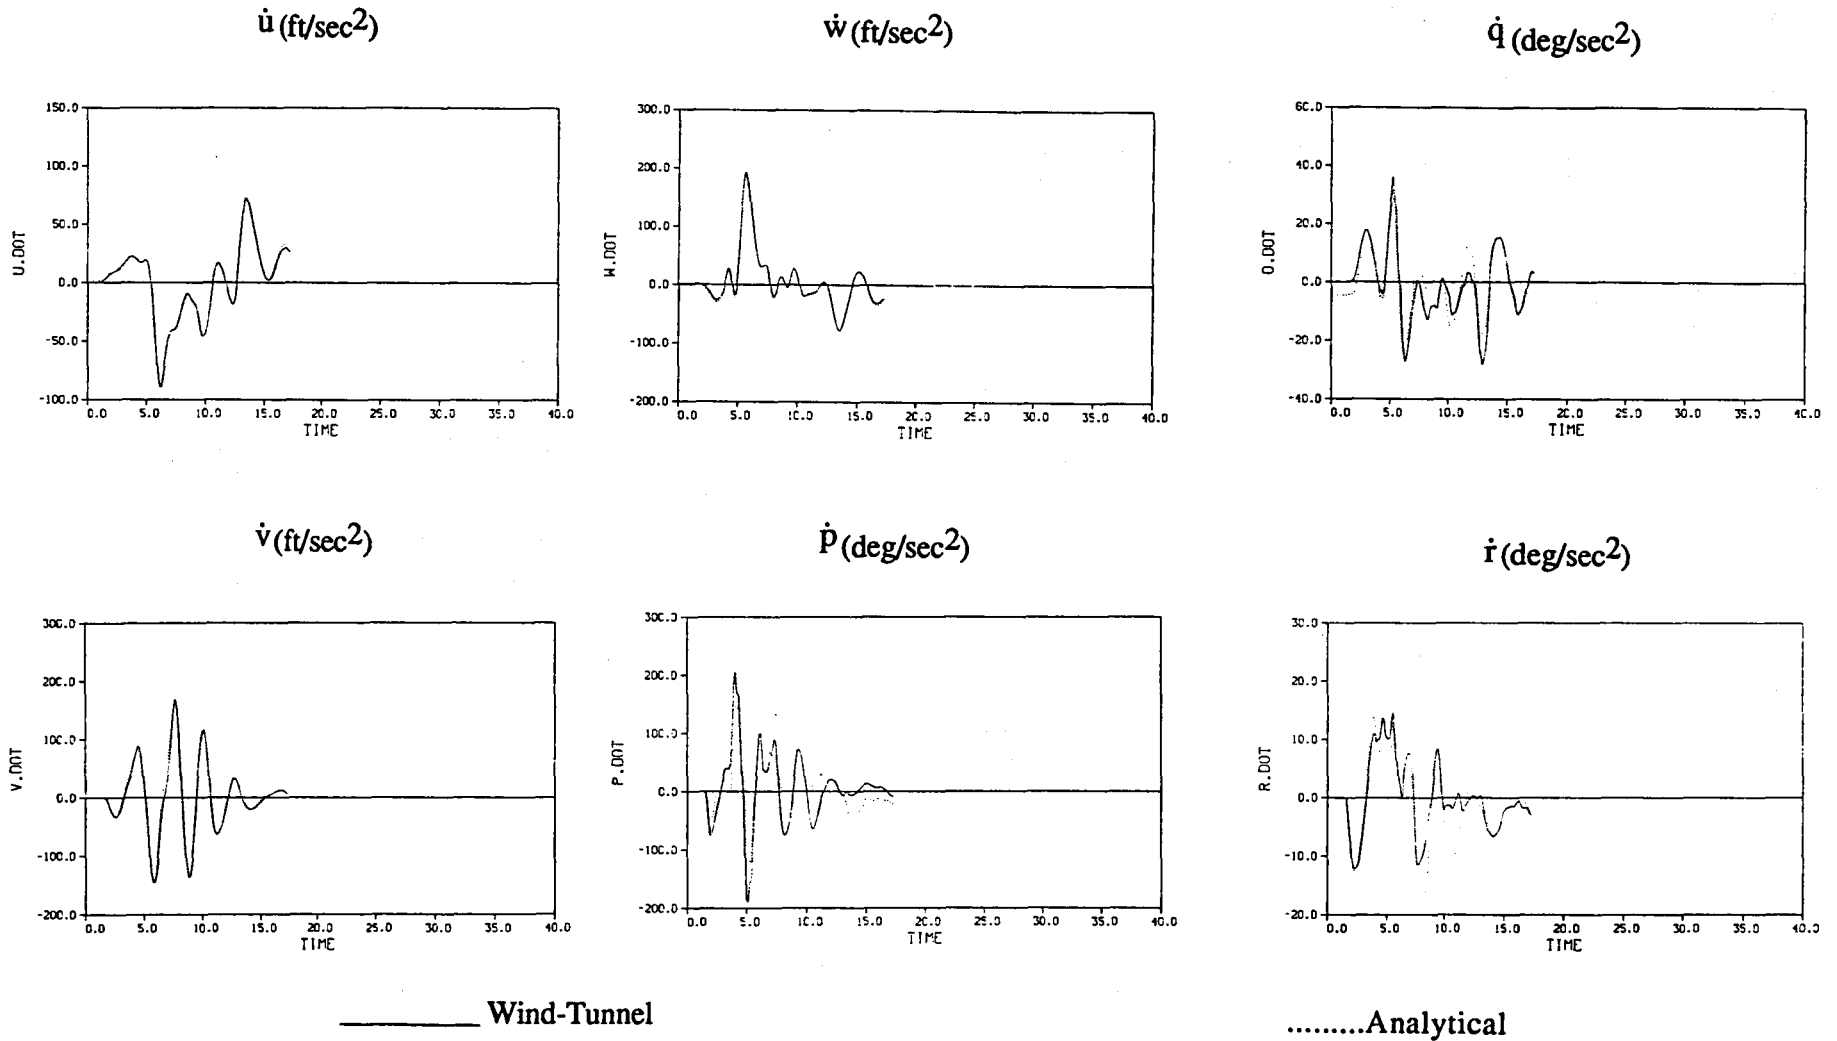 u̇ (ft/sec2)
ẇ (ft/sec2)
q̇ (deg/sec2)
150.0
100.0
50.0
0.0
-50.0
-100.0
U.DOT
0.0 5.0 10.0 15.0 20.0 25.0 30.0 35.0 40.0
TIME
300.0
200.0
100.0
0.0
-100.0
-200.0
W.DOT
0.0 5.0 10.0 15.0 20.0 25.0 30.0 35.0 40.0
TIME
60.0
40.0
20.0
0.0
-20.0
-40.0
Q.DOT
0.0 5.0 10.0 15.0 20.0 25.0 30.0 35.0 40.0
TIME
v̇ (ft/sec2)
ṗ (deg/sec2)
ṙ (deg/sec2)
300.0
200.0
100.0
0.0
-100.0
-200.0
V.DOT
0.0 5.0 10.0 15.0 20.0 25.0 30.0 35.0 40.0
TIME
300.0
200.0
100.0
0.0
-100.0
-200.0
P.DOT
0.0 5.0 10.0 15.0 20.0 25.0 30.0 35.0 40.0
TIME
30.0
20.0
10.0
0.0
-10.0
-20.0
R.DOT
0.0 5.0 10.0 15.0 20.0 25.0 30.0 35.0 40.0
TIME
Wind-Tunnel
.........Analytical